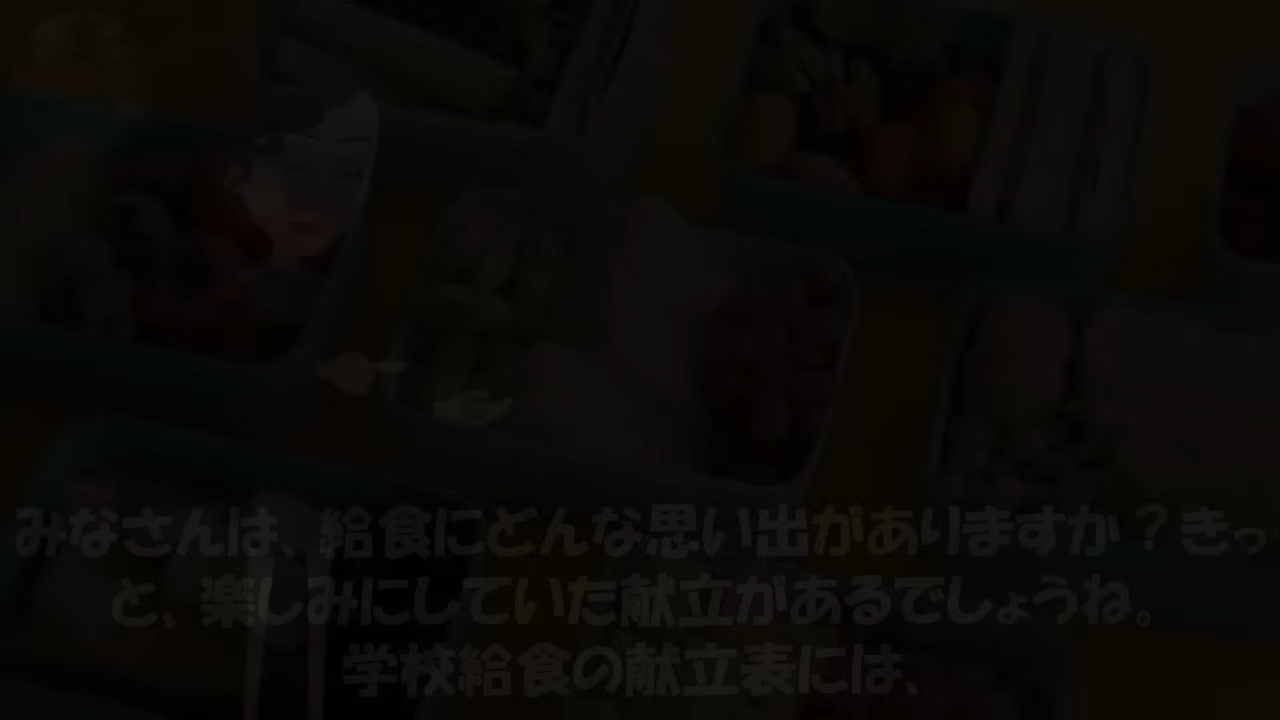 みなさんは、給食にどんな思い出がありますか？きっ
と、楽しみにしていた献立があるでしょうね。
学校給食の献立表には、